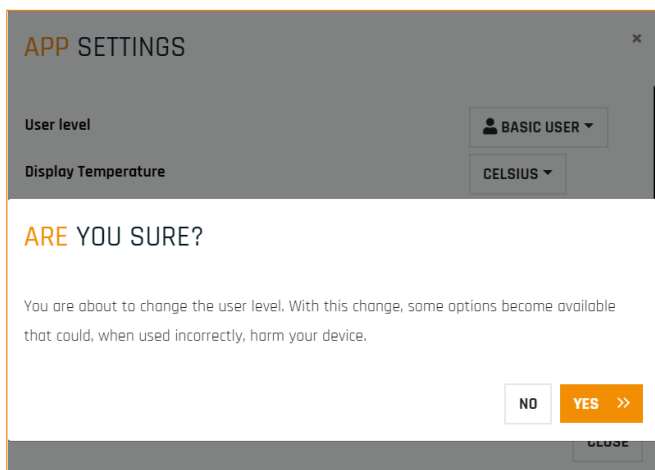 APP SETTINGS
×
User level
BASIC USER
Display Temperature
CELSIUS
ARE YOU SURE?
You are about to change the user level. With this change, some options become available
that could, when used incorrectly, harm your device.
NO
YES »
CLOSE